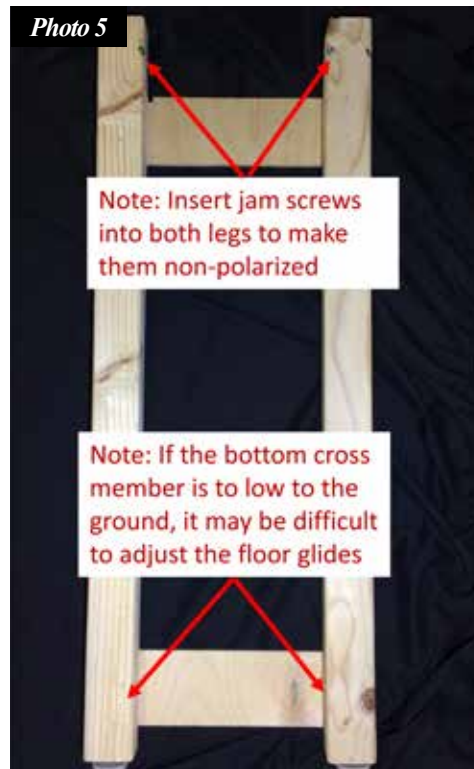 Photo 5
Note: Insert jam screws
into both legs to make
them non-polarized
Note: If the bottom cross
member is to low to the
ground, it may be difficult
to adjust the floor glides